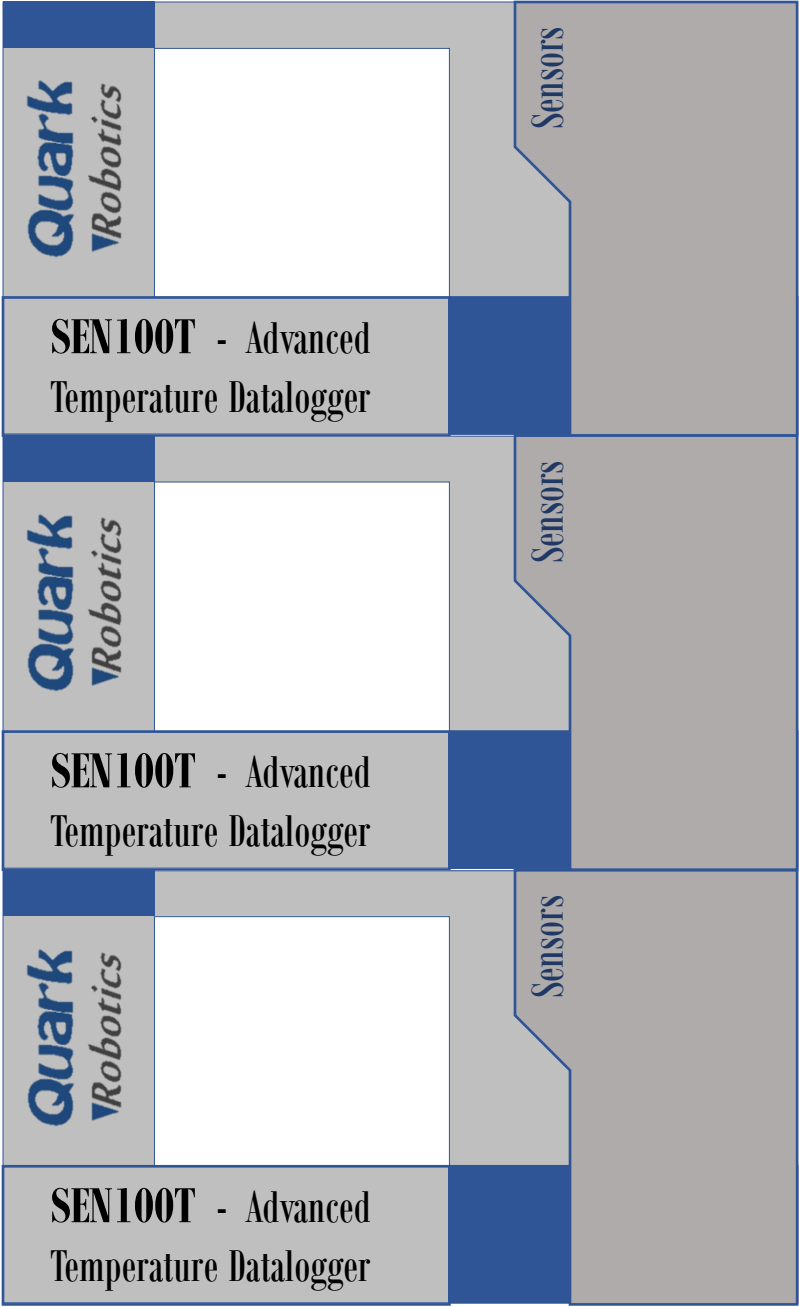 Quark
Robotics
Sensors
SEN100T - Advanced
Temperature Datalogger
Quark
Robotics
Sensors
SEN100T - Advanced
Temperature Datalogger
Quark
Robotics
Sensors
SEN100T - Advanced
Temperature Datalogger